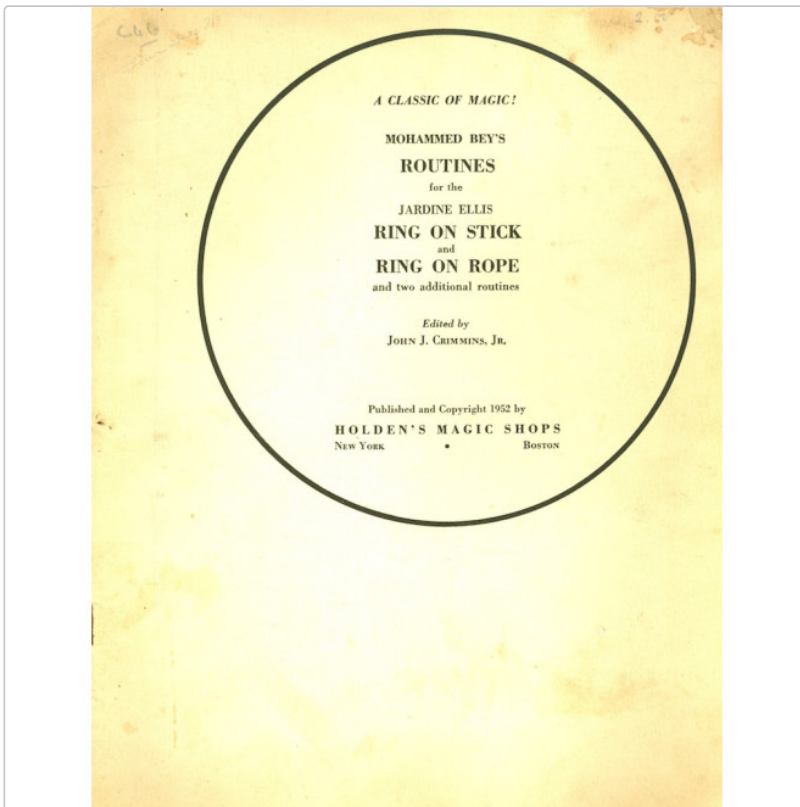 A CLASSIC OF MAGIC!
MOHAMMED BEY'S
ROUTINES
for the
JARDINE ELLIS
RING ON STICK
and
RING ON ROPE
and two additional routines
Edited by
JOHN J. CRIMMINS, JR.
Published and Copyright 1952 by
HOLDEN'S MAGIC SHOPS
NEW YORK • BOSTON